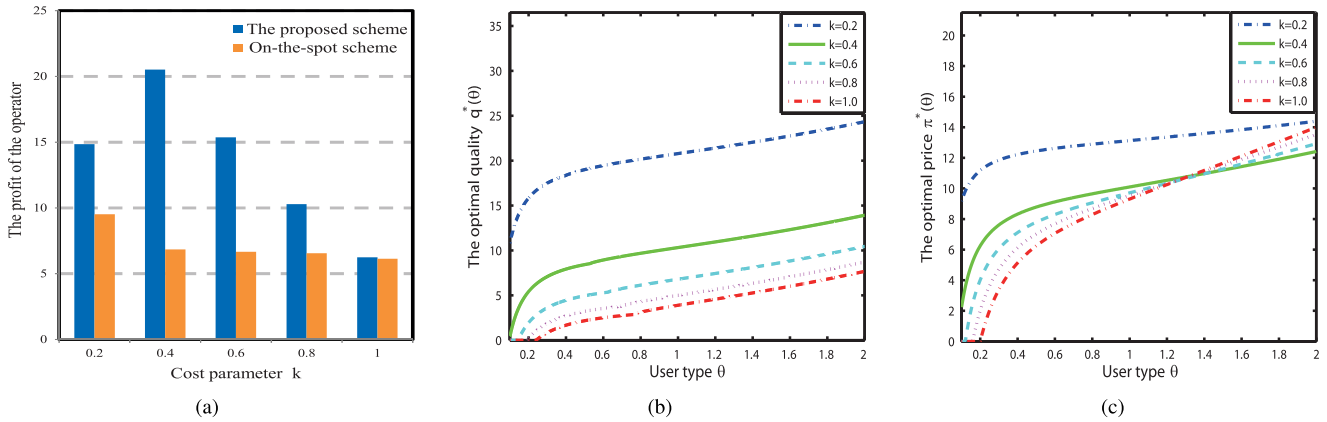 25
20
15
10
5
0
The profit of the operator
The proposed scheme
On-the-spot scheme
0.2 0.4 0.6 0.8 1
Cost parameter k
(a)
35
30
25
20
15
10
5
0
The optimal quality q*(θ)
k=0.2
k=0.4
k=0.6
k=0.8
k=1.0
0.2 0.4 0.6 0.8 1 1.2 1.4 1.6 1.8 2
User type θ
(b)
20
18
16
14
12
10
8
6
4
2
0
The optimal price π*(θ)
k=0.2
k=0.4
k=0.6
k=0.8
k=1.0
0.2 0.4 0.6 0.8 1 1.2 1.4 1.6 1.8 2
User type θ
(c)